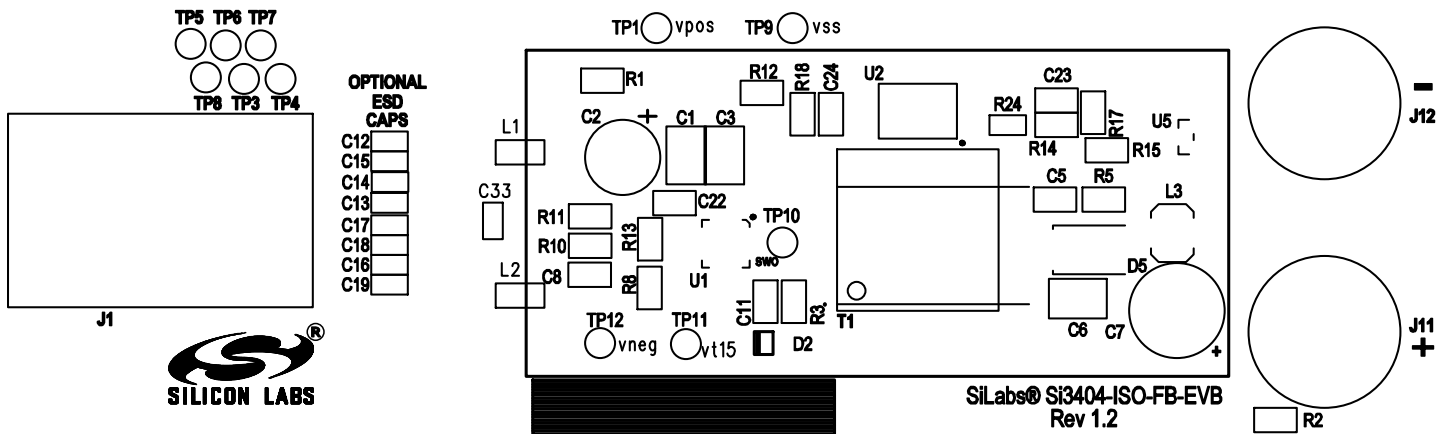 TP5 TP6 TP7
TP8 TP3 TP4
OPTIONAL
ESD
CAPS
C12
C15
C14
C13
C17
C18
C16
C19
J1
®
SILICON LABS
TP1 vpos
TP9 vss
L1
C33
L2
R1
C2 +
C1 C3
R12
R18
C24
U2
R24
C23
R14
R17
U5
R15
C22
R11
R10
C8
R13
R8
U1
TP10
swo
C5 R5
L3
D5
C6 C7
+
T1
C11
R3
D2
TP12
vneg
TP11
vt15
SiLabs® Si3404-ISO-FB-EVB
Rev 1.2
-
J12
J11
+
R2